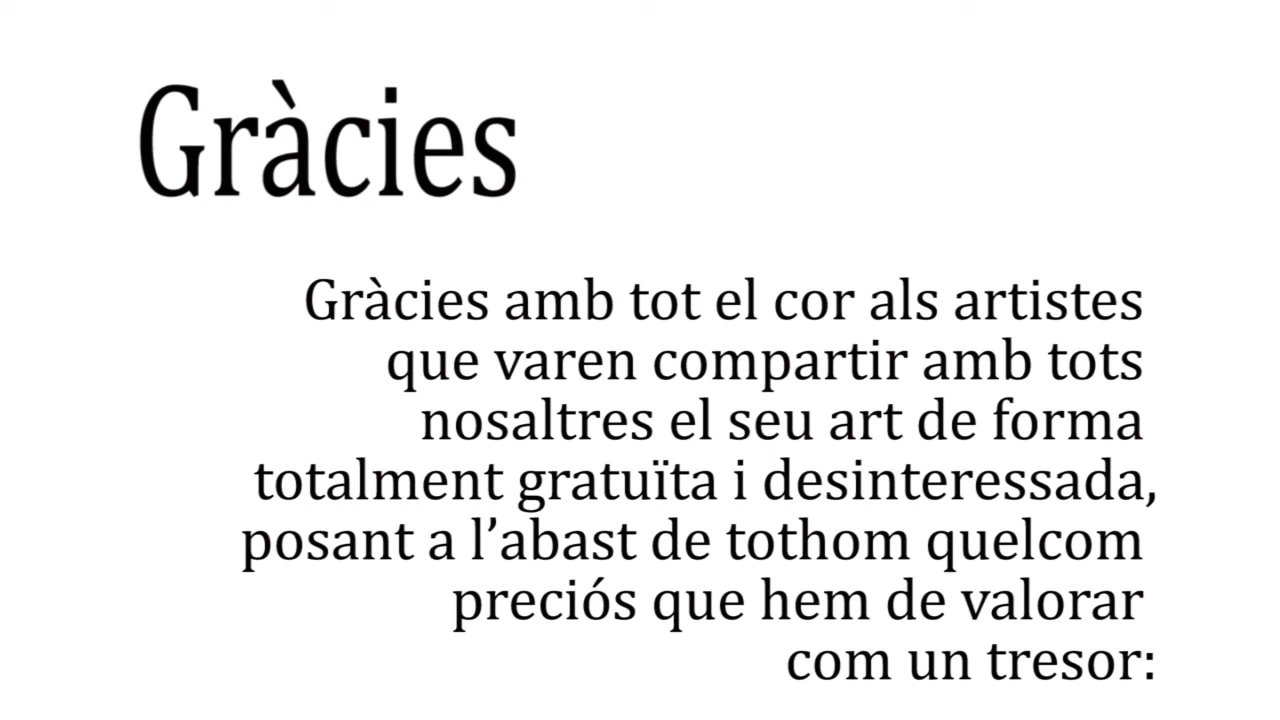 Gràcies
Gràcies amb tot el cor als artistes
que varen compartir amb tots
nosaltres el seu art de forma
totalment gratuïta i desinteressada,
posant a l’abast de tothom quelcom
preciós que hem de valorar
com un tresor: